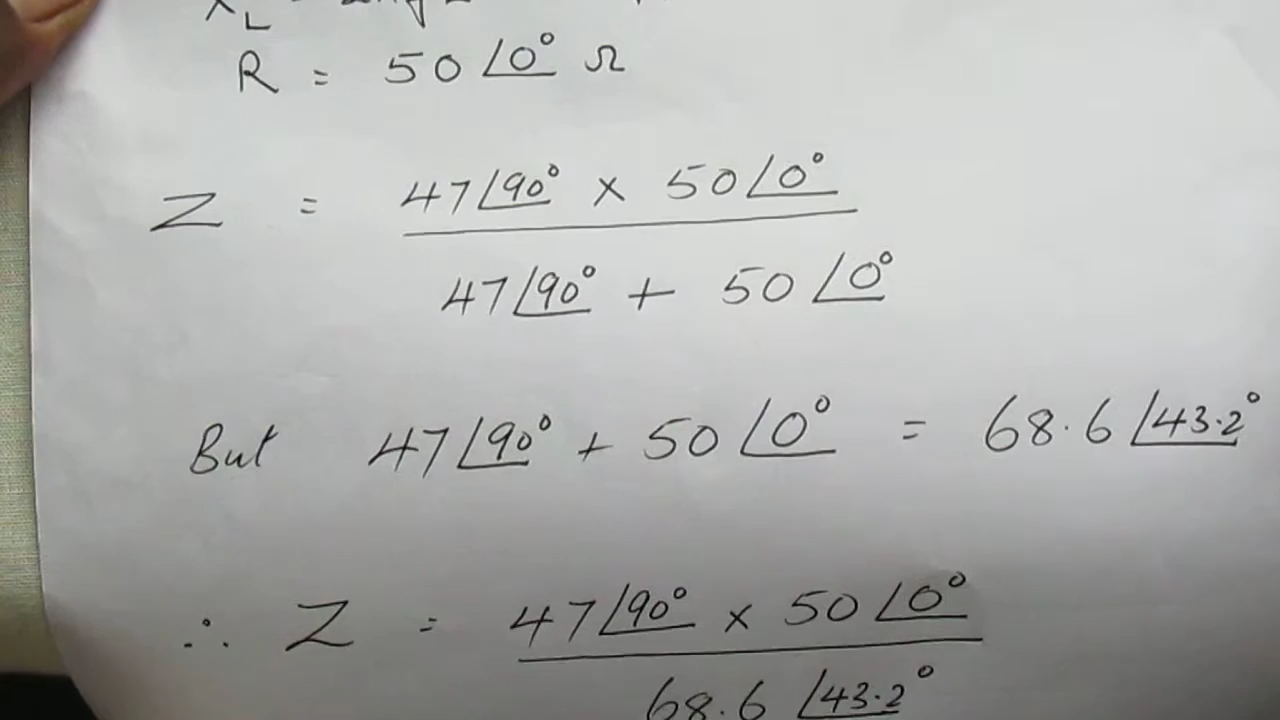 X_L =
R = 50 ∠0° Ω
Z = 47∠90° × 50∠0°
47∠90° + 50∠0°
But 47∠90° + 50∠0° = 68.6∠43.2°
∴ Z = 47∠90° × 50∠0°
68.6∠43.2°